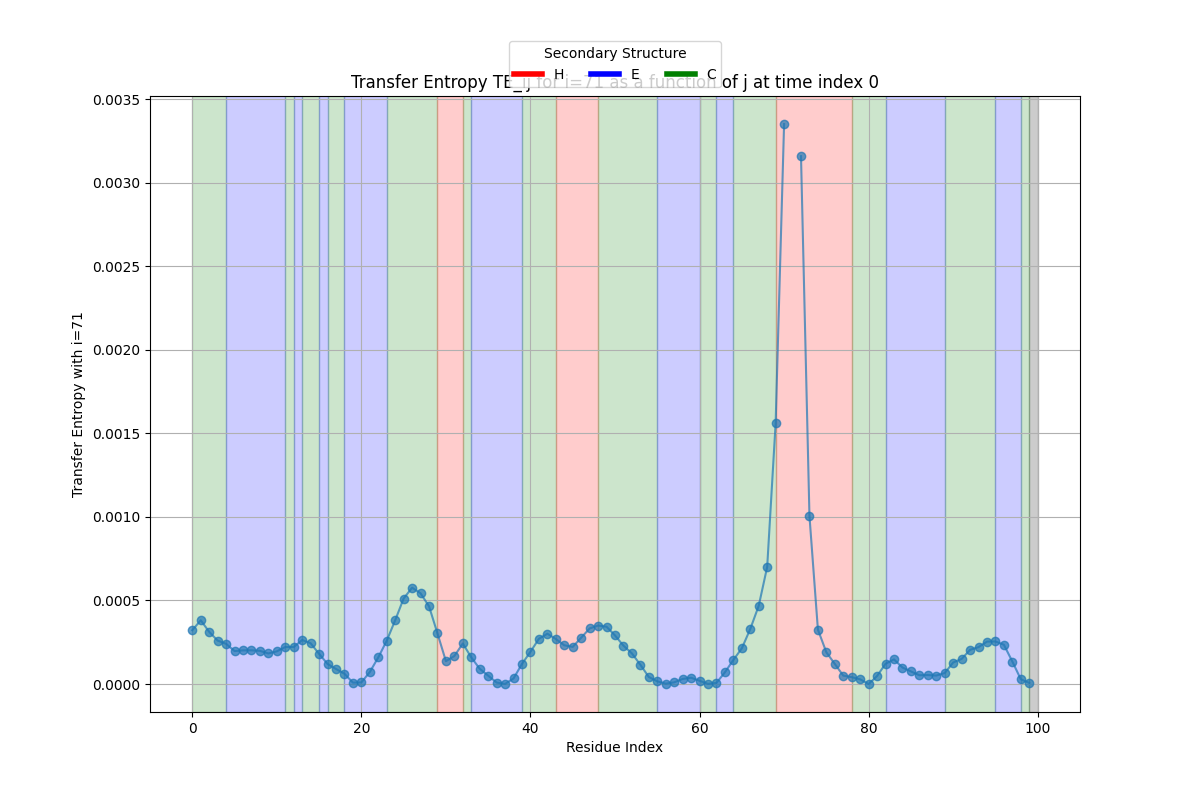 Secondary Structure
H E C
Transfer Entropy TE_ij for i=71 as a function of j at time index 0
Transfer Entropy with i=71
0.0035
0.0030
0.0025
0.0020
0.0015
0.0010
0.0005
0.0000
0 20 40 60 80 100
Residue Index